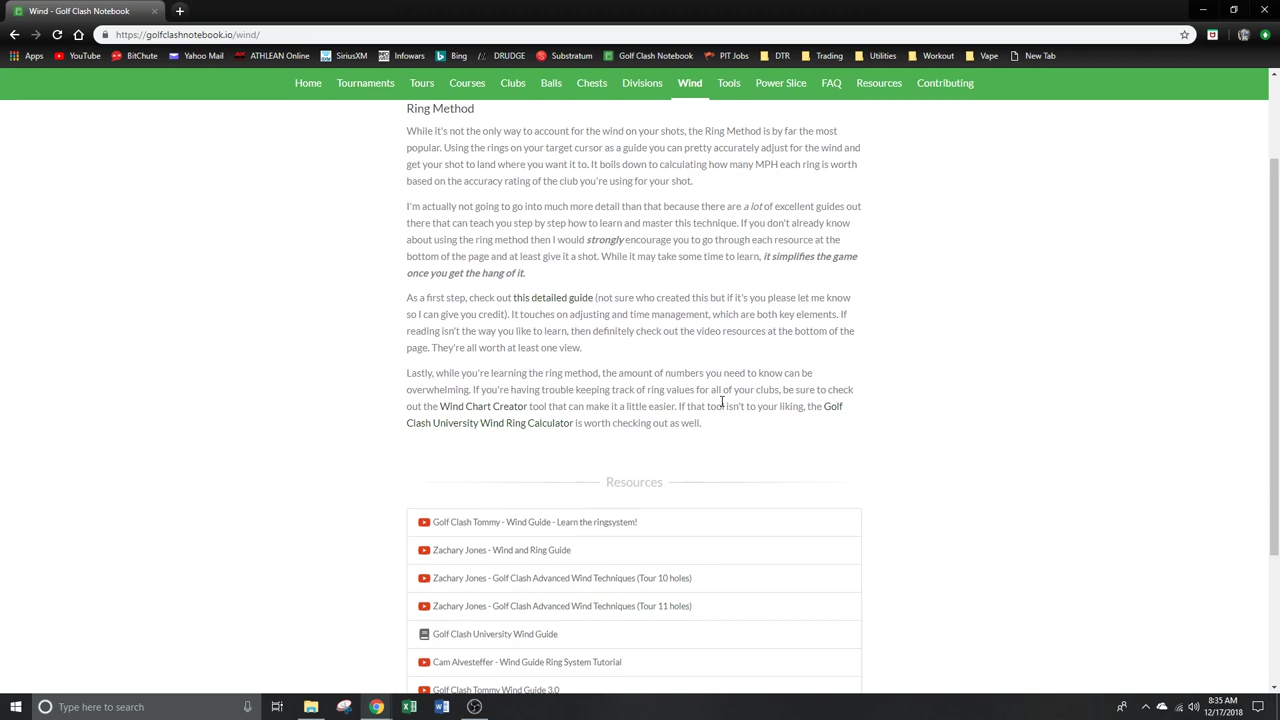 Wind - Golf Clash Notebook
https://golfclashnotebook.io/wind/
Apps YouTube BitChute Yahoo Mail ATHLEAN Online SiriusXM Infowars Bing DRUDGE Substratum Golf Clash Notebook PIT Jobs DTR Trading Utilities Workout Vape New Tab
Home Tournaments Tours Courses Clubs Balls Chests Divisions Wind Tools Power Slice FAQ Resources Contributing
Ring Method
While it's not the only way to account for the wind on your shots, the Ring Method is by far the most
popular. Using the rings on your target cursor as a guide you can pretty accurately adjust for the wind and
get your shot to land where you want it to. It boils down to calculating how many MPH each ring is worth
based on the accuracy rating of the club you're using for your shot.
I'm actually not going to go into much more detail than that because there are a lot of excellent guides out
there that can teach you step by step how to learn and master this technique. If you don't already know
about using the ring method then I would strongly encourage you to go through each resource at the
bottom of the page and at least give it a shot. While it may take some time to learn, it simplifies the game
once you get the hang of it.
As a first step, check out this detailed guide (not sure who created this but if it's you please let me know
so I can give you credit). It touches on adjusting and time management, which are both key elements. If
reading isn't the way you like to learn, then definitely check out the video resources at the bottom of the
page. They're all worth at least one view.
Lastly, while you're learning the ring method, the amount of numbers you need to know can be
overwhelming. If you're having trouble keeping track of ring values for all of your clubs, be sure to check
out the Wind Chart Creator tool that can make it a little easier. If that tool isn't to your liking, the Golf
Clash University Wind Ring Calculator is worth checking out as well.
Resources
Golf Clash Tommy - Wind Guide - Learn the ringsystem!
Zachary Jones - Wind and Ring Guide
Zachary Jones - Golf Clash Advanced Wind Techniques (Tour 10 holes)
Zachary Jones - Golf Clash Advanced Wind Techniques (Tour 11 holes)
Golf Clash University Wind Guide
Cam Alvesteffer - Wind Guide Ring System Tutorial
Golf Clash Tommy Wind Guide 3.0
Type here to search
8:35 AM
12/17/2018